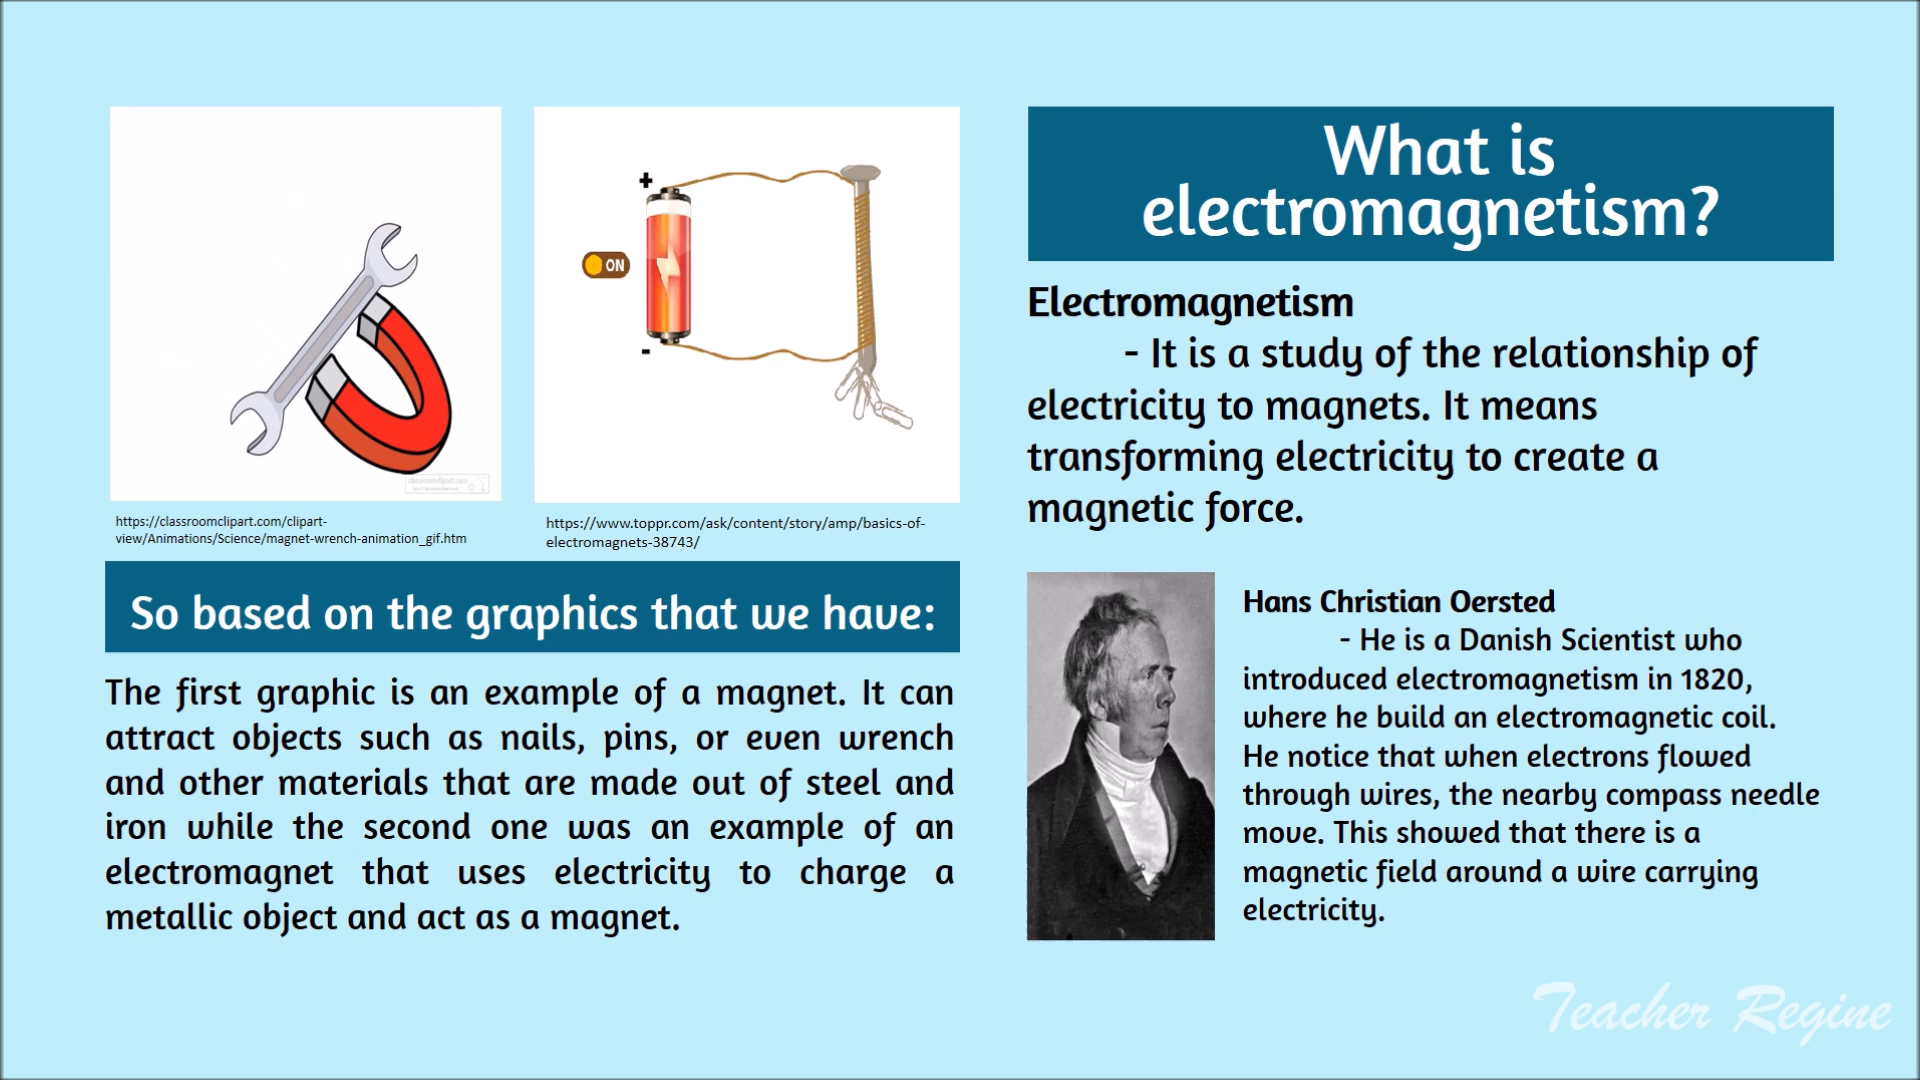 +
ON
-
https://classroomclipart.com/clipart-
view/Animations/Science/magnet-wrench-animation_gif.htm
https://www.toppr.com/ask/content/story/amp/basics-of-
electromagnets-38743/
So based on the graphics that we have:
The first graphic is an example of a magnet. It can
attract objects such as nails, pins, or even wrench
and other materials that are made out of steel and
iron while the second one was an example of an
electromagnet that uses electricity to charge a
metallic object and act as a magnet.
What is
electromagnetism?
Electromagnetism
- It is a study of the relationship of
electricity to magnets. It means
transforming electricity to create a
magnetic force.
Hans Christian Oersted
- He is a Danish Scientist who
introduced electromagnetism in 1820,
where he build an electromagnetic coil.
He notice that when electrons flowed
through wires, the nearby compass needle
move. This showed that there is a
magnetic field around a wire carrying
electricity.
Teacher Regine